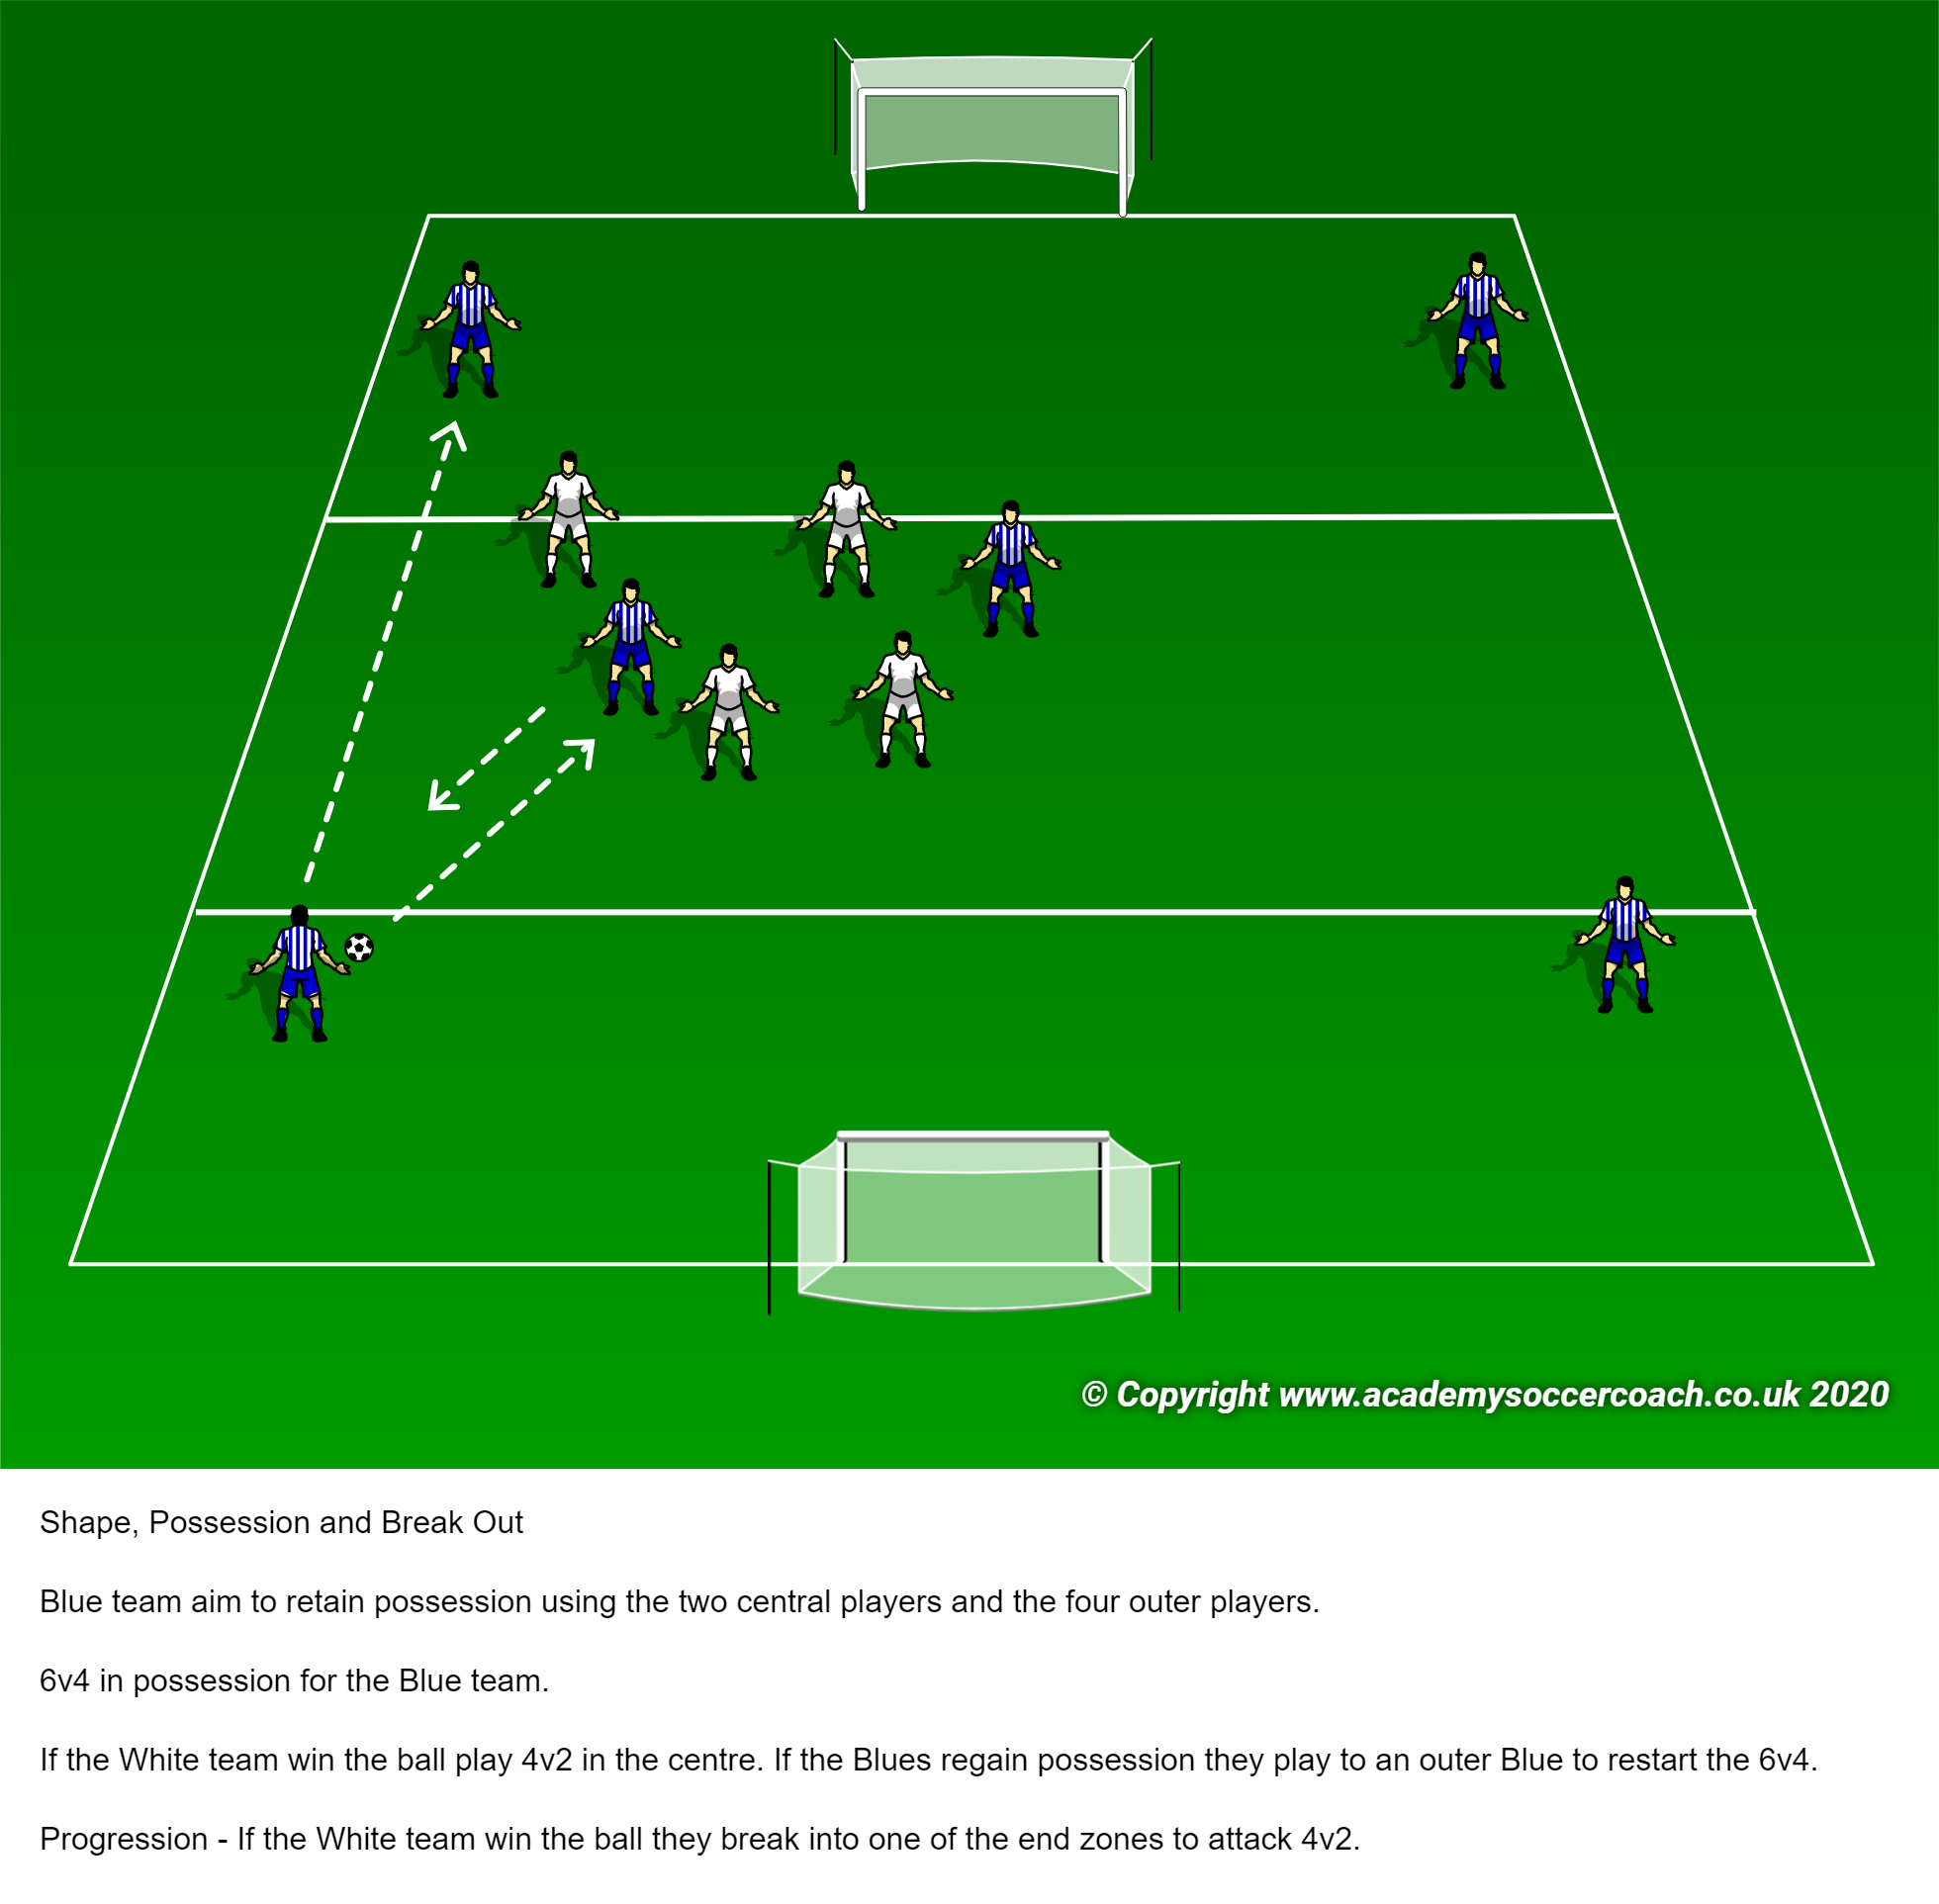 © Copyright www.academysoccercoach.co.uk 2020
Shape, Possession and Break Out
Blue team aim to retain possession using the two central players and the four outer players.
6v4 in possession for the Blue team.
If the White team win the ball play 4v2 in the centre. If the Blues regain possession they play to an outer Blue to restart the 6v4.
Progression - If the White team win the ball they break into one of the end zones to attack 4v2.